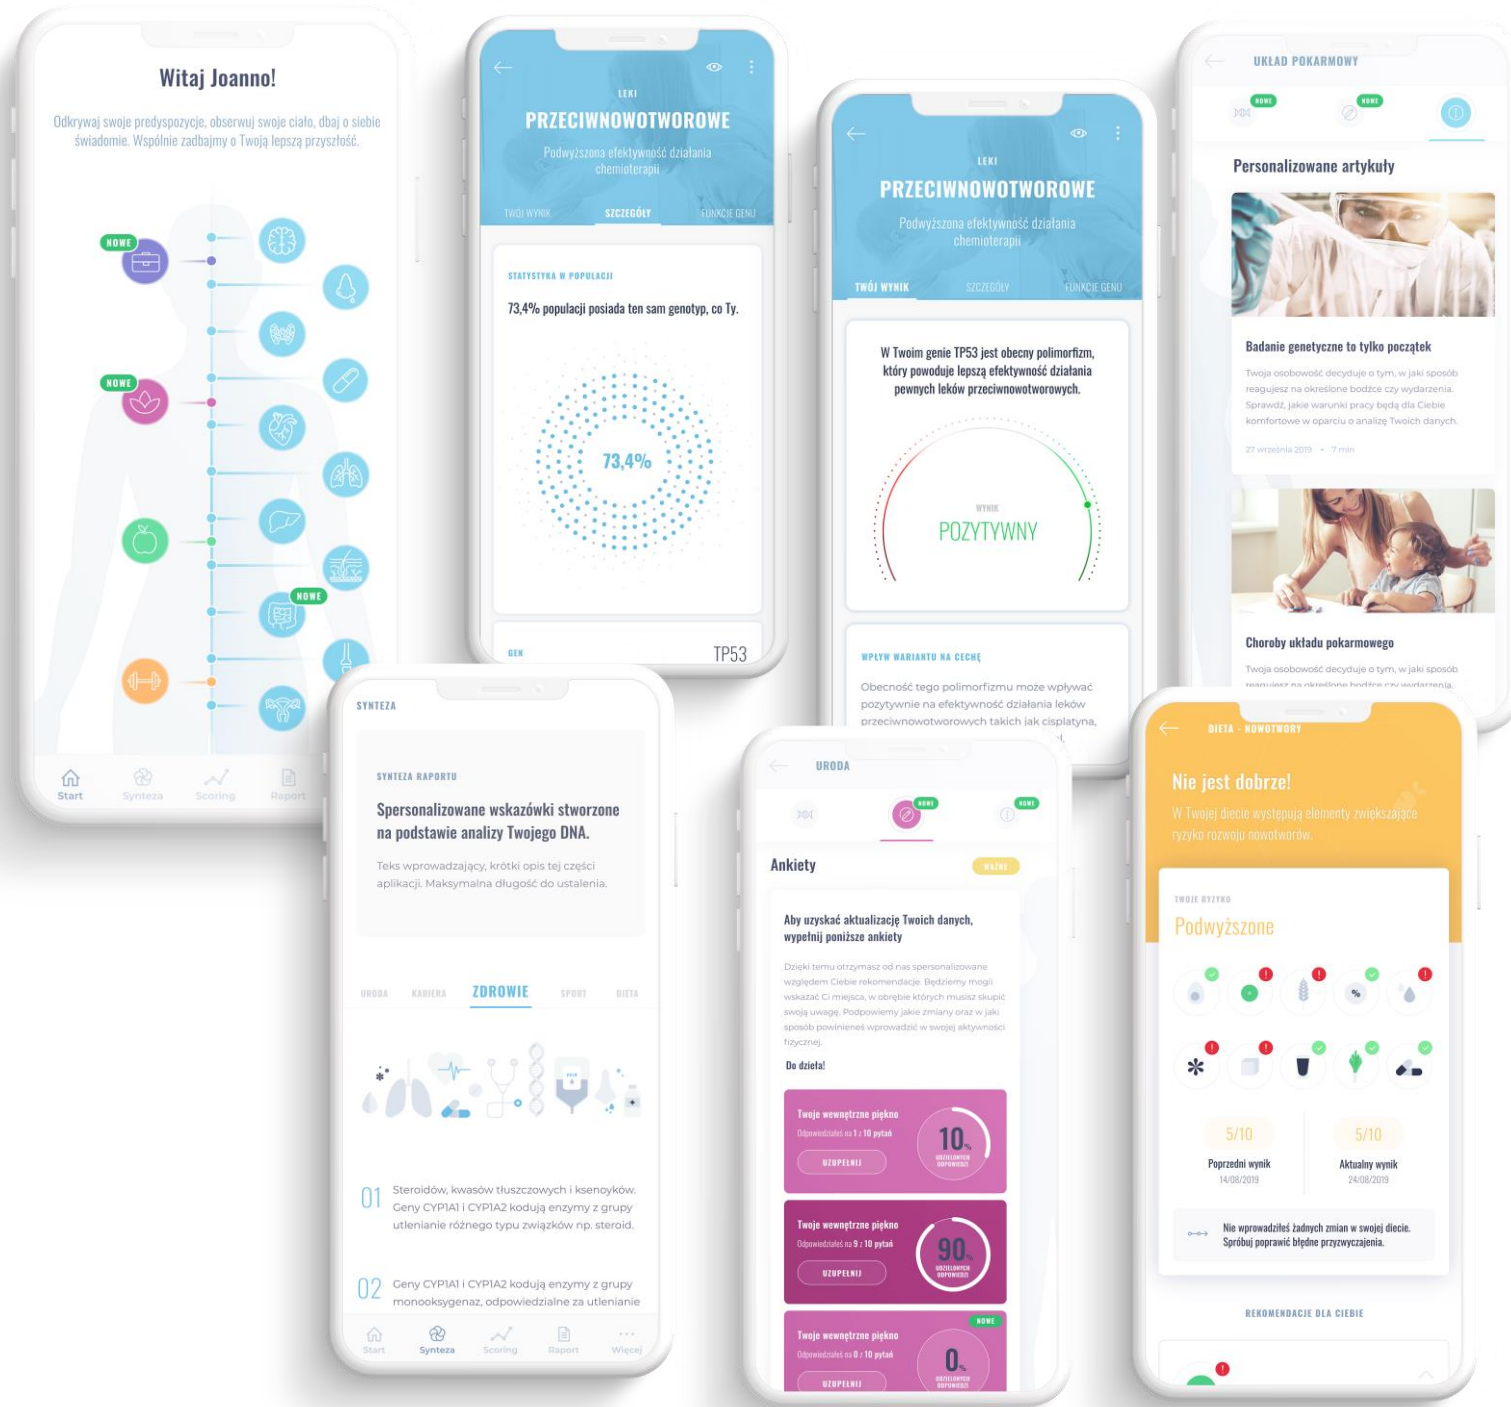 Witaj Joanno!
Odkrywaj swoje predyspozycje, obserwuj swoje ciało, dbaj o siebie
świadomie. Wspólnie zadbajmy o Twoją lepszą przyszłość.
NOWE
NOWE
NOWE
Start
Synteza
Scoring
Raport
LEKI
PRZECIWNOWOTWOROWE
Podwyższona efektywność działania
chemioterapii
TWÓJ WYNIK
SZCZEGÓŁY
FUNKCJE GENU
STATYSTYKA W POPULACJI
73,4% populacji posiada ten sam genotyp, co Ty.
73,4%
GEN
TP53
LEKI
PRZECIWNOWOTWOROWE
Podwyższona efektywność działania
chemioterapii
TWÓJ WYNIK
SZCZEGÓŁY
FUNKCJE GENU
W Twoim genie TP53 jest obecny polimorfizm,
który powoduje lepszą efektywność działania
pewnych leków przeciwnowotworowych.
WYNIK
POZYTYWNY
WPŁYW WARIANTU NA CECHĘ
Obecność tego polimorfizmu może wpływać
pozytywnie na efektywność działania leków
przeciwnowotworowych takich jak cisplatyna,
UKŁAD POKARMOWY
NOWE
NOWE
Personalizowane artykuły
Badanie genetyczne to tylko początek
Twoja osobowość decyduje o tym, w jaki sposób
reagujesz na określone bodźce czy wydarzenia.
Sprawdź, jakie warunki pracy będą dla Ciebie
komfortowe w oparciu o analizę Twoich danych.
27 września 2019 • 7 min
Choroby układu pokarmowego
Twoja osobowość decyduje o tym, w jaki sposób
reagujesz na określone bodźce czy wydarzenia.
SYNTEZA
SYNTEZA RAPORTU
Spersonalizowane wskazówki stworzone
na podstawie analizy Twojego DNA.
Teks wprowadzający, krótki opis tej części
aplikacji. Maksymalna długość do ustalenia.
URODA
KARIERA
ZDROWIE
SPORT
DIETA
01
Steroidów, kwasów tłuszczowych i ksenoyków.
Geny CYP1A1 i CYP1A2 kodują enzymy z grupy
utlenianie różnego typu związków np. steroid.
02
Geny CYP1A1 i CYP1A2 kodują enzymy z grupy
monooksygenaz, odpowiedzialne za utlenianie
Start
Synteza
Scoring
Raport
Więcej
URODA
NOWE
NOWE
Ankiety
WAŻNE
Aby uzyskać aktualizację Twoich danych,
wypełnij poniższe ankiety
Dzięki temu otrzymasz od nas spersonalizowane
względem Ciebie rekomendacje. Będziemy mogli
wskazać Ci miejsca, w obrębie których musisz skupić
swoją uwagę. Podpowiemy jakie zmiany oraz w jaki
sposób powinieneś wprowadzić w swojej aktywności
fizycznej.
Do dzieła!
Twoje wewnętrzne piękno
Odpowiedziałeś na 1 z 10 pytań
UZUPEŁNIJ
10%
UDZIELONYCH
ODPOWIEDZI
Twoje wewnętrzne piękno
Odpowiedziałeś na 9 z 10 pytań
UZUPEŁNIJ
90%
UDZIELONYCH
ODPOWIEDZI
NOWE
Twoje wewnętrzne piękno
Odpowiedziałeś na 0 z 10 pytań
UZUPEŁNIJ
0%
UDZIELONYCH
ODPOWIEDZI
DIETA - NOWOTWORY
Nie jest dobrze!
W Twojej diecie występują elementy zwiększające
ryzyko rozwoju nowotworów.
TWOJE RYZYKO
Podwyższone
5/10
Poprzedni wynik
14/08/2019
5/10
Aktualny wynik
24/08/2019
Nie wprowadziłeś żadnych zmian w swojej diecie.
Spróbuj poprawić błędne przyzwyczajenia.
REKOMENDACJE DLA CIEBIE